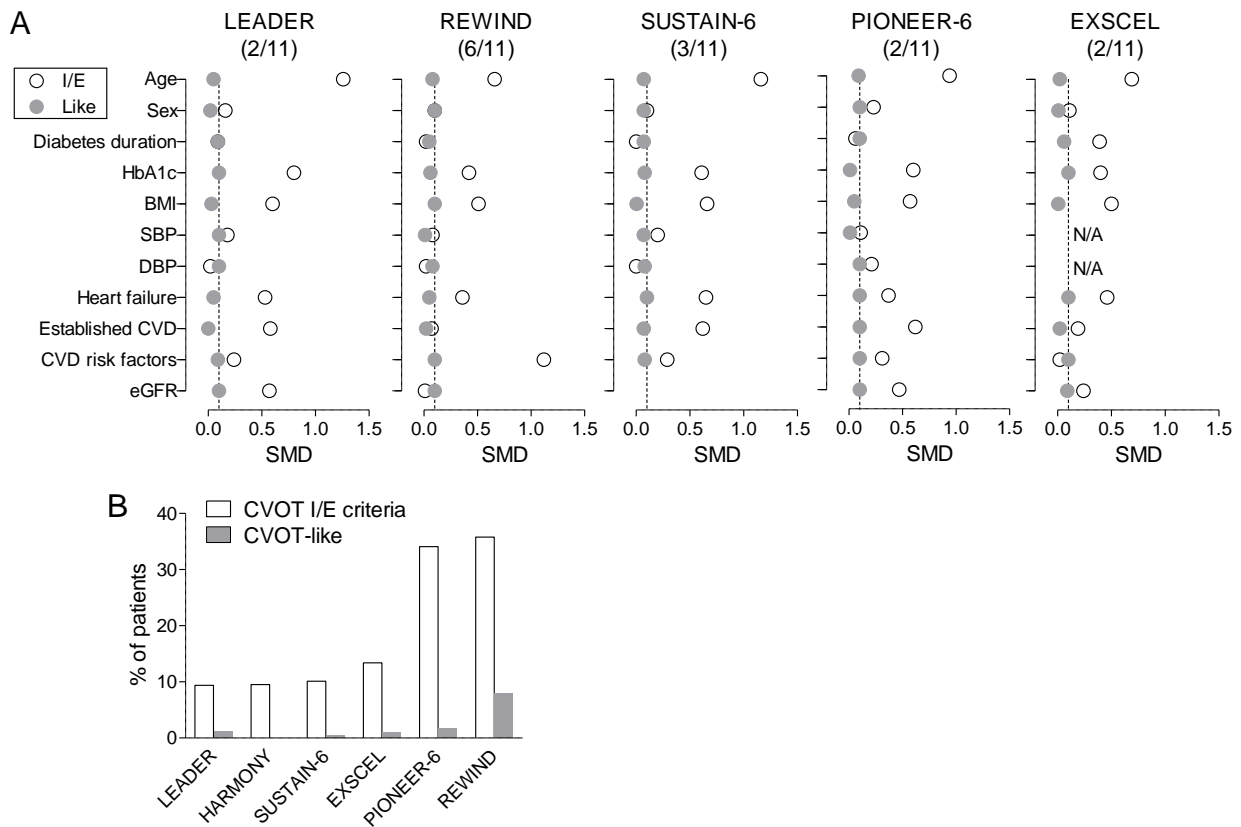 A
LEADER
(2/11)
REWIND
(6/11)
SUSTAIN-6
(3/11)
PIONEER-6
(2/11)
EXSCEL
(2/11)
I/E
Like
Age
Sex
Diabetes duration
HbA1c
BMI
SBP
DBP
Heart failure
Established CVD
CVD risk factors
eGFR
N/A
N/A
0.0 0.5 1.0 1.5
SMD
0.0 0.5 1.0 1.5
SMD
0.0 0.5 1.0 1.5
SMD
0.0 0.5 1.0 1.5
SMD
0.0 0.5 1.0 1.5
SMD
B
CVOT I/E criteria
CVOT-like
% of patients
40
30
20
10
0
LEADER
HARMONY
SUSTAIN-6
EXSCEL
PIONEER-6
REWIND